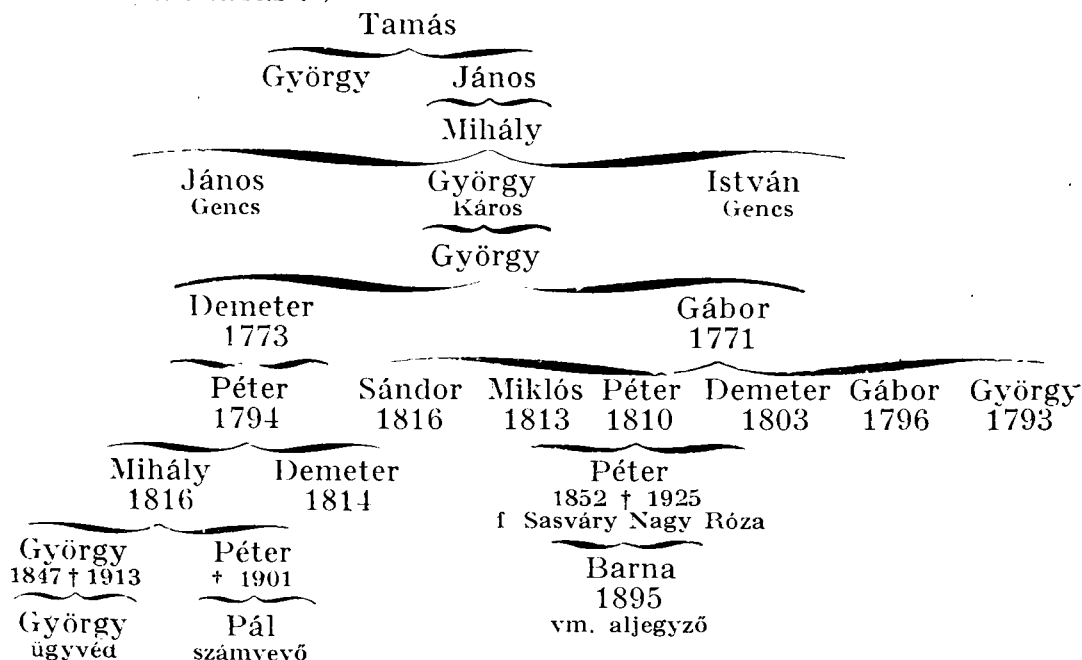 Tamás
György János
Mihály
János György István
Gencs Káros Gencs
György
Demeter Gábor
1773 1771
Péter Sándor Miklós Péter Demeter Gábor György
1794 1816 1813 1810 1803 1796 1793
Mihály Demeter Péter
1816 1814 1852 † 1925
f Sasváry Nagy Róza
György Péter Barna
1847 † 1913 † 1901 1895
György Pál vm. aljegyző
ügyvéd számvevő